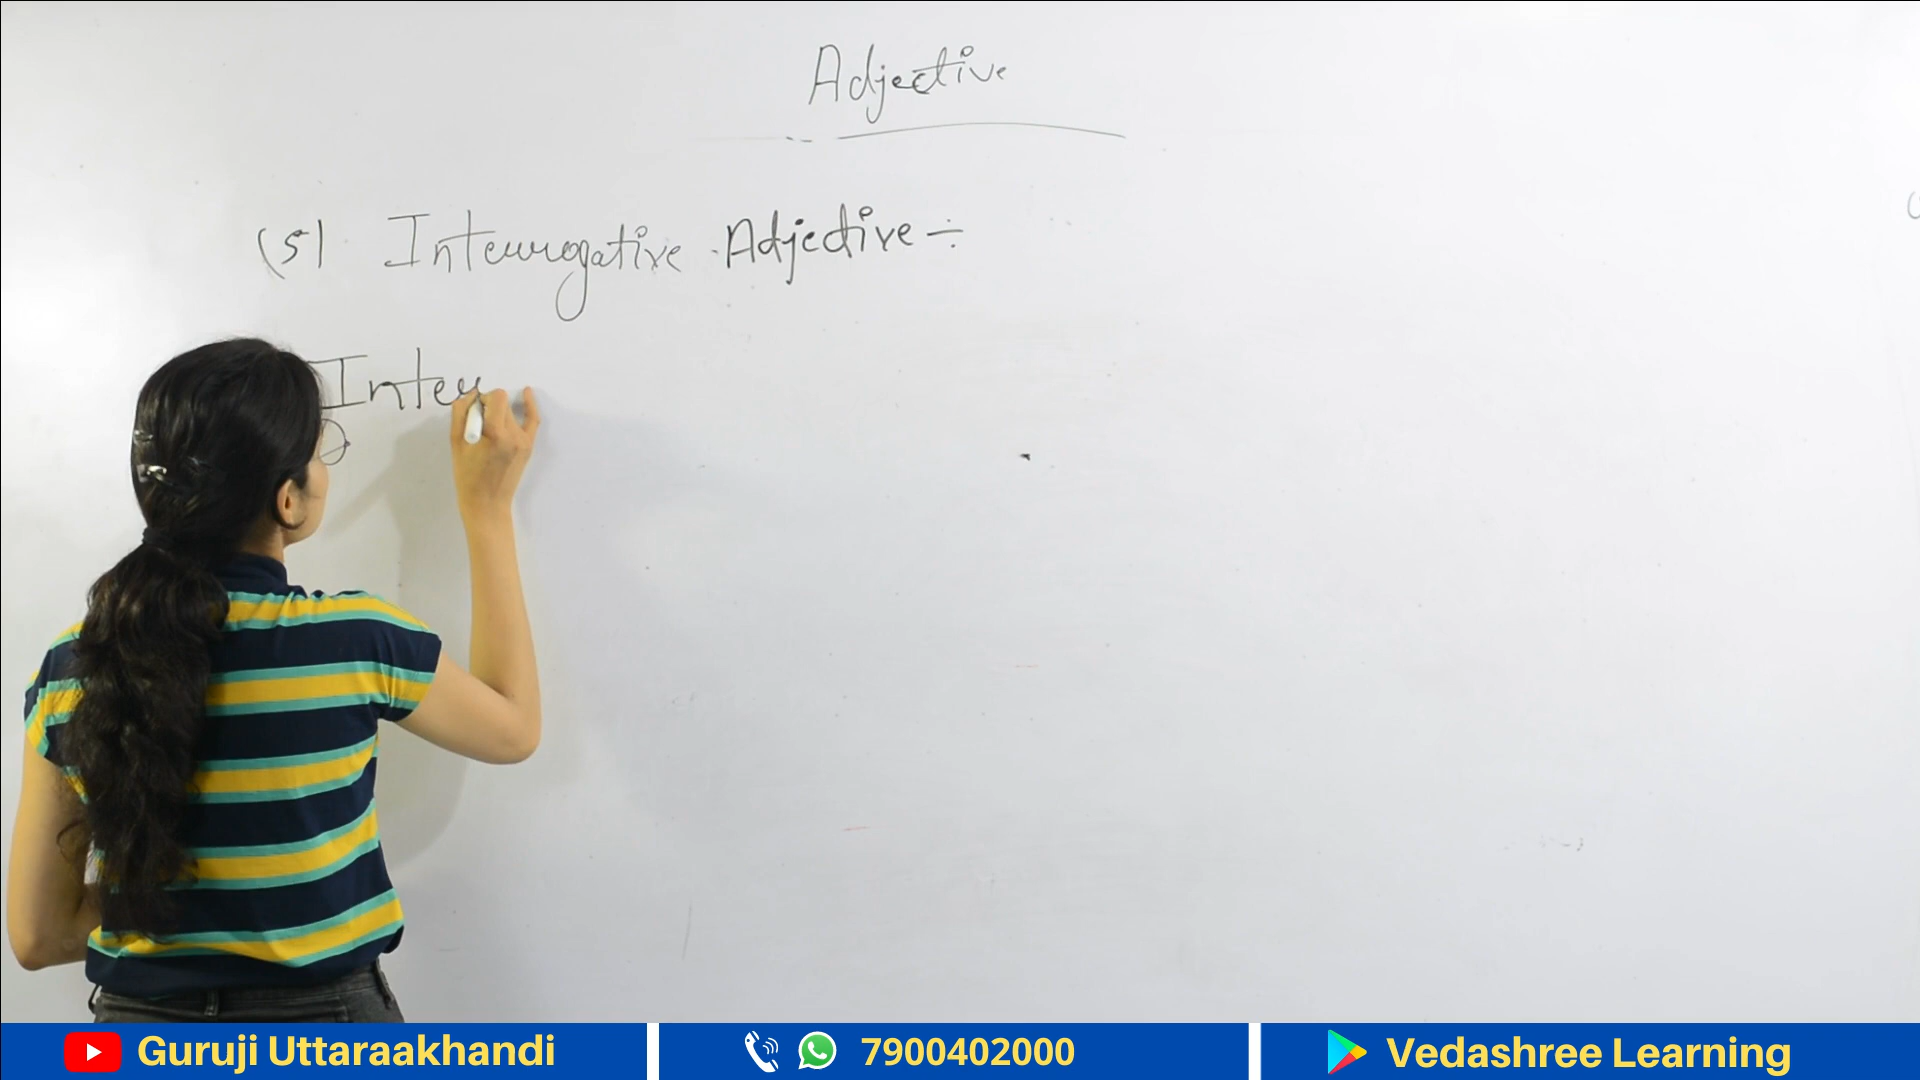 Adjective
(5) Interrogative Adjective ÷
Inter
Guruji Uttaraakhandi
7900402000
Vedashree Learning